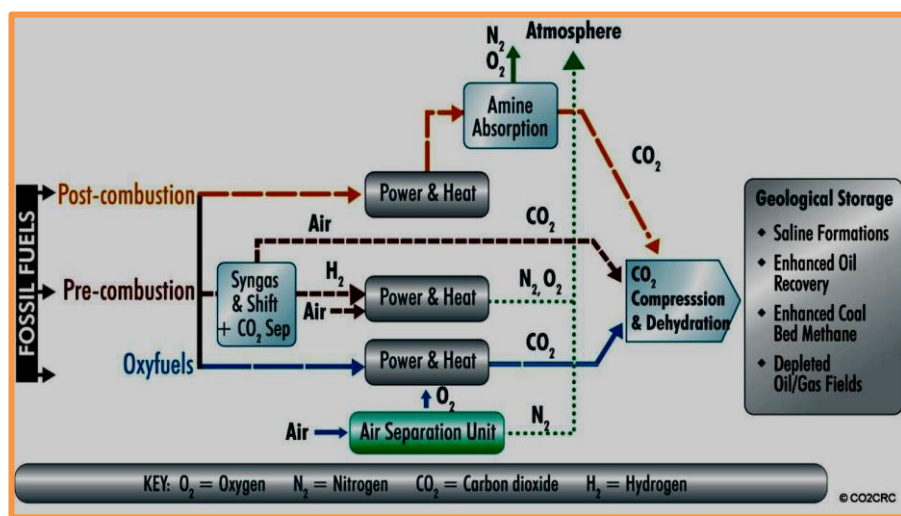 N₂
O₂
Atmosphere
Amine
Absorption
CO₂
FOSSIL FUELS
Post-combustion
Power & Heat
Air
CO₂
Pre-combustion
Syngas
& Shift
+ CO₂ Sep
H₂
Air
Power & Heat
N₂, O₂
CO₂
Compresssion
& Dehydration
Oxyfuels
Power & Heat
CO₂
O₂
Air
Air Separation Unit
N₂
Geological Storage
◆ Saline Formations
◆ Enhanced Oil
Recovery
◆ Enhanced Coal
Bed Methane
◆ Depleted
Oil/Gas Fields
KEY: O₂ = Oxygen N₂ = Nitrogen CO₂ = Carbon dioxide H₂ = Hydrogen
© CO2CRC